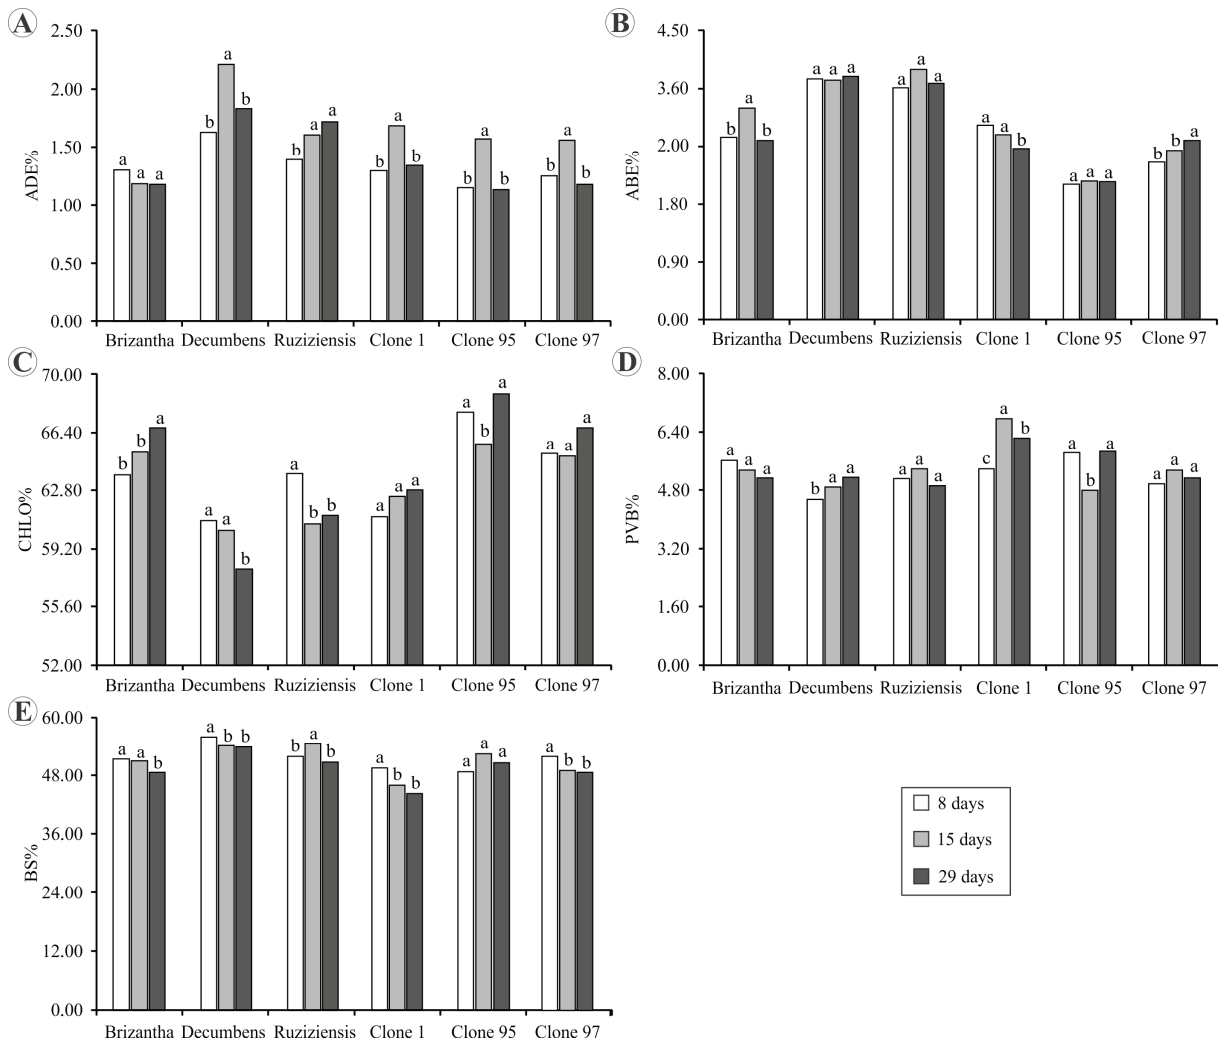 A
ADE%
2.50
2.00
1.50
1.00
0.50
0.00
a a a b a b b a a b a b b a b b a b
Brizantha Decumbens Ruziziensis Clone 1 Clone 95 Clone 97
B
ABE%
4.50
3.60
2.00
1.80
0.90
0.00
b a b a a a a a a a a b a a a b b a
Brizantha Decumbens Ruziziensis Clone 1 Clone 95 Clone 97
C
CHLO%
70.00
66.40
62.80
59.20
55.60
52.00
b b a a a b a b b a a a a b a a a a
Brizantha Decumbens Ruziziensis Clone 1 Clone 95 Clone 97
D
PVB%
8.00
6.40
4.80
3.20
1.60
0.00
a a a b a a a a a c a b a b a a a a
Brizantha Decumbens Ruziziensis Clone 1 Clone 95 Clone 97
E
BS%
60.00
48.00
36.00
24.00
12.00
0.00
a a b a b b b a b a b b a a a a b b
Brizantha Decumbens Ruziziensis Clone 1 Clone 95 Clone 97
8 days
15 days
29 days